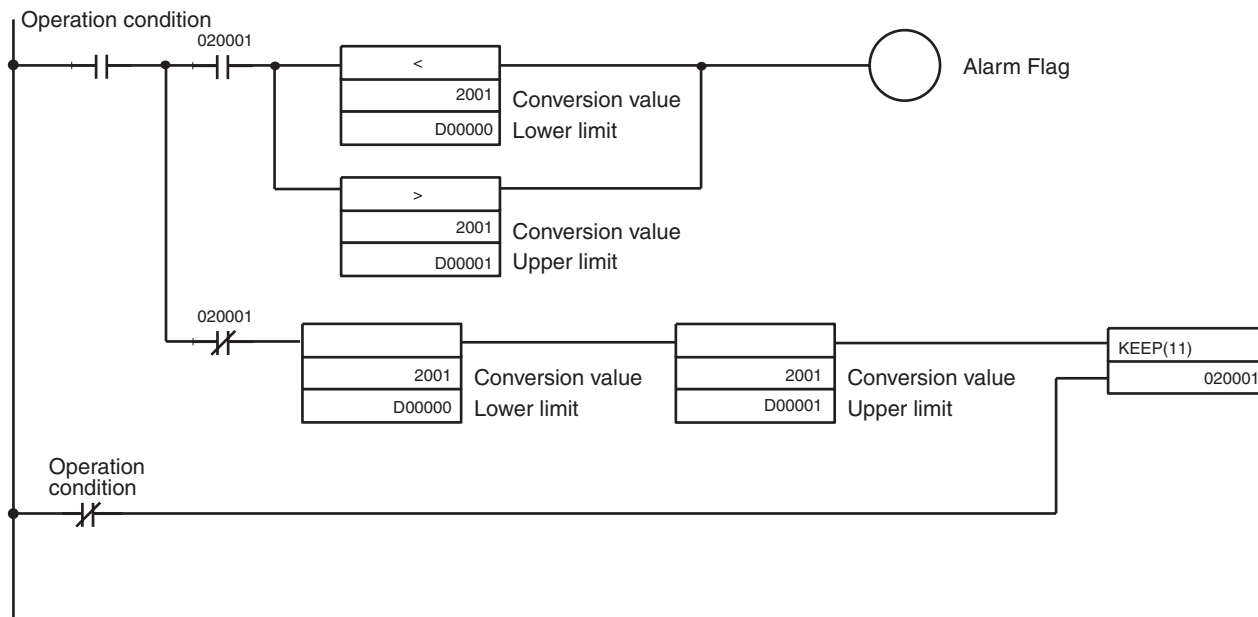 Operation condition
020001
<
2001 Conversion value
D00000 Lower limit
Alarm Flag
>
2001 Conversion value
D00001 Upper limit
020001
2001 Conversion value
D00000 Lower limit
2001 Conversion value
D00001 Upper limit
KEEP(11)
020001
Operation
condition